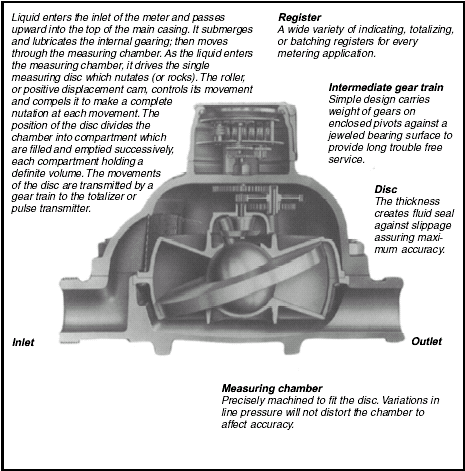 Liquid enters the inlet of the meter and passes
upward into the top of the main casing. It submerges
and lubricates the internal gearing; then moves
through the measuring chamber. As the liquid enters
the measuring chamber, it drives the single
measuring disc which nutates (or rocks). The roller,
or positive displacement cam, controls its movement
and compels it to make a complete
nutation at each movement. The
position of the disc divides the
chamber into compartment which
are filled and emptied successively,
each compartment holding a
definite volume. The movements
of the disc are transmitted by a
gear train to the totalizer or
pulse transmitter.
Register
A wide variety of indicating, totalizing,
or batching registers for every
metering application.
Intermediate gear train
Simple design carries
weight of gears on
enclosed pivots against a
jeweled bearing surface to
provide long trouble free
service.
Disc
The thickness
creates fluid seal
against slippage
assuring maxi-
mum accuracy.
Inlet
Outlet
Measuring chamber
Precisely machined to fit the disc. Variations in
line pressure will not distort the chamber to
affect accuracy.